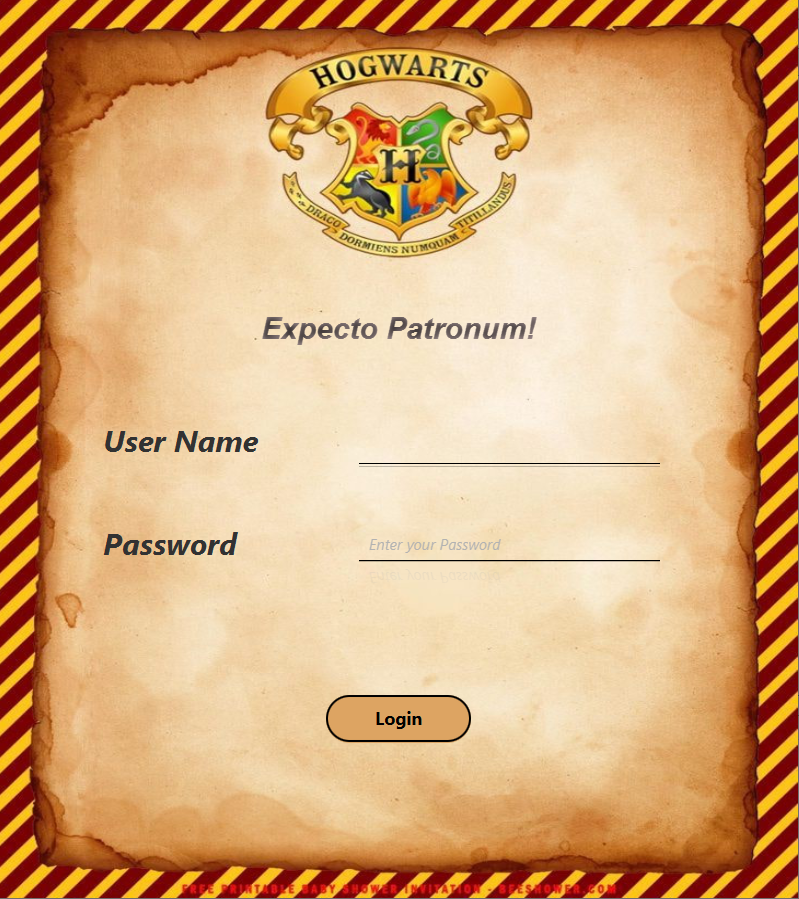 HOGWARTS
H
DRACO DORMIENS NUMQUAM TITILLANDUS
Expecto Patronum!
User Name
Password
Enter your Password
Login
FREE PRINTABLE BABY SHOWER INVITATION - BEESHOWER.COM